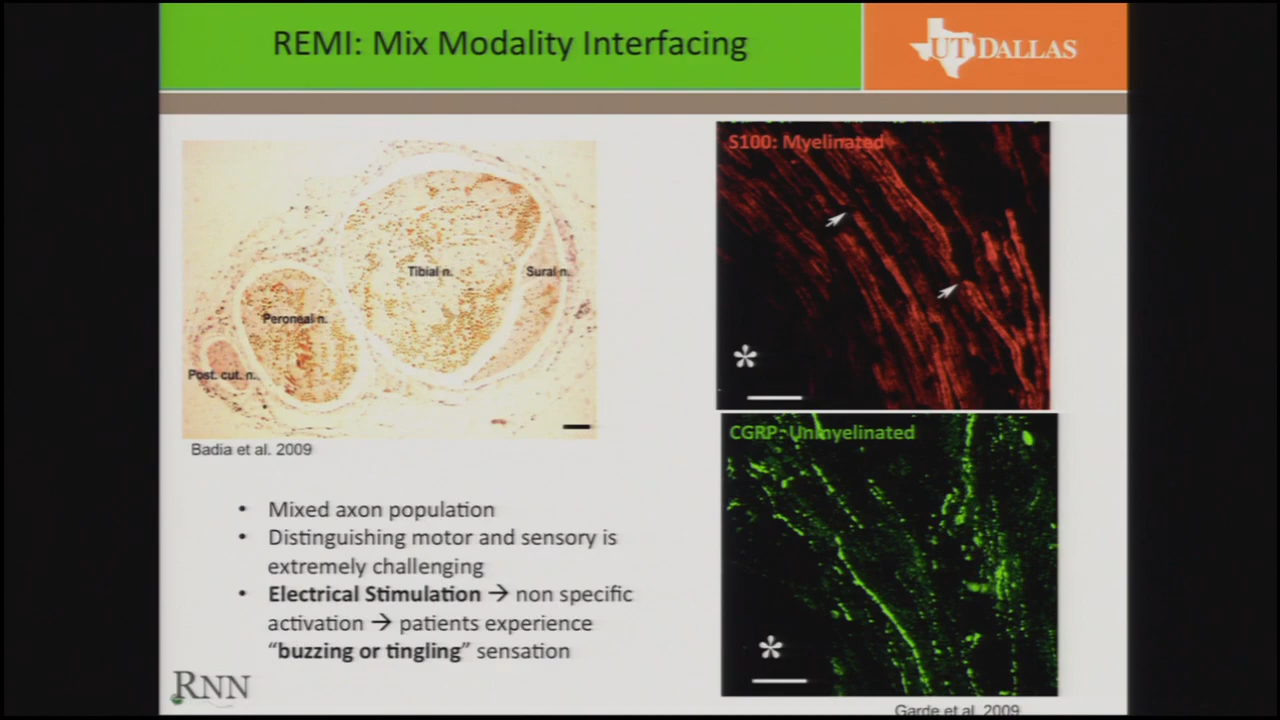 REMI: Mix Modality Interfacing
UT DALLAS
S100: Myelinated
Tibial n.
Sural n.
Peroneal n.
Post. cut. n.
*
CGRP: Unmyelinated
Badia et al. 2009
• Mixed axon population
• Distinguishing motor and sensory is
extremely challenging
• Electrical Stimulation → non specific
activation → patients experience
“buzzing or tingling” sensation
*
RNN
Garde et al. 2009